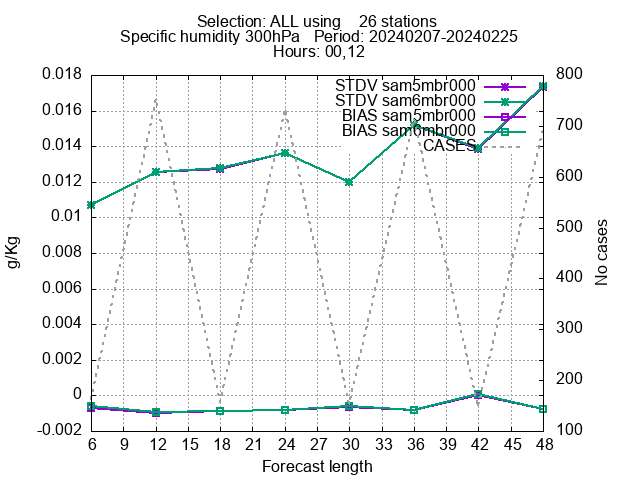 Selection: ALL using    26 stations
Specific humidity 300hPa   Period: 20240207-20240225
Hours: 00,12
STDV sam5mbr000
STDV sam6mbr000
BIAS sam5mbr000
BIAS sam6mbr000
CASES
g/Kg
0.018
0.016
0.014
0.012
0.01
0.008
0.006
0.004
0.002
0
-0.002
800
700
600
500
400
300
200
100
No cases
6 9 12 15 18 21 24 27 30 33 36 39 42 45 48
Forecast length